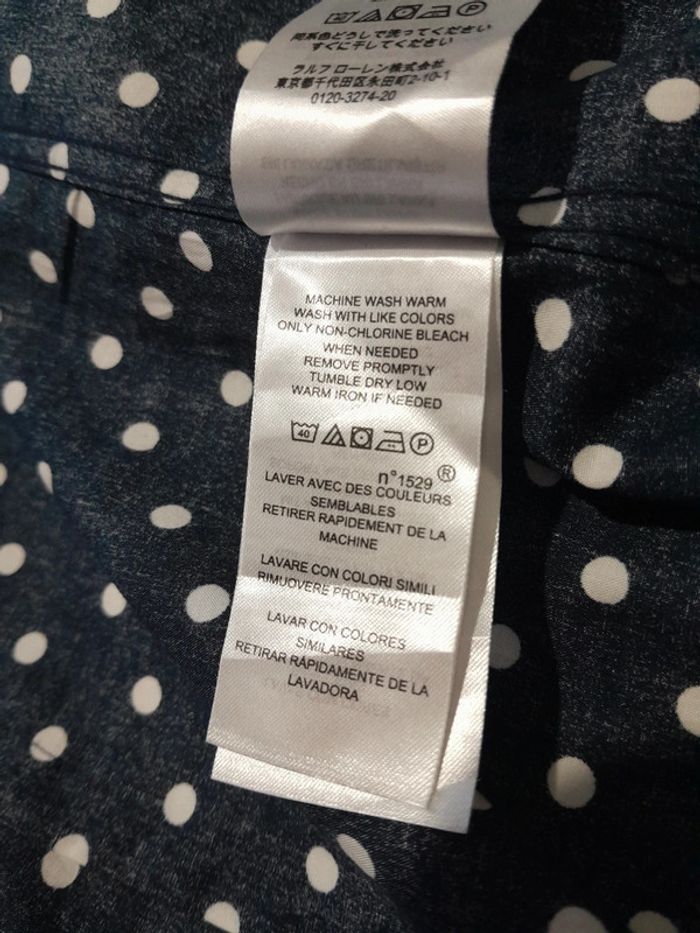 同系色どうしで洗ってください
すぐに干してください
ラルフ ローレン株式会社
東京都千代田区永田町2-10-1
0120-3274-20
MACHINE WASH WARM
WASH WITH LIKE COLORS
ONLY NON-CHLORINE BLEACH
WHEN NEEDED
REMOVE PROMPTLY
TUMBLE DRY LOW
WARM IRON IF NEEDED
40 P
n°1529 ®
LAVER AVEC DES COULEURS
SEMBLABLES
RETIRER RAPIDEMENT DE LA
MACHINE
LAVARE CON COLORI SIMILI
RIMUOVERE PRONTAMENTE
LAVAR CON COLORES
SIMILARES
RETIRAR RÁPIDAMENTE DE LA
LAVADORA